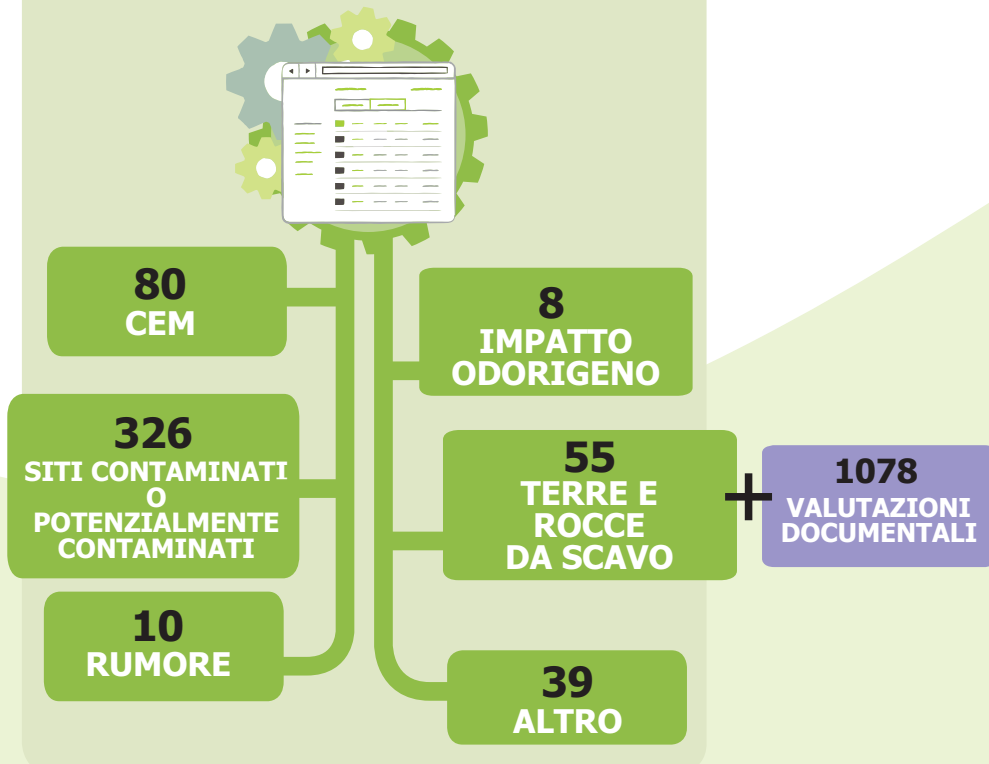 80
CEM
8
IMPATTO
ODORIGENO
326
SITI CONTAMINATI
O
POTENZIALMENTE
CONTAMINATI
55
TERRE E
ROCCE
DA SCAVO
+
1078
VALUTAZIONI
DOCUMENTALI
10
RUMORE
39
ALTRO